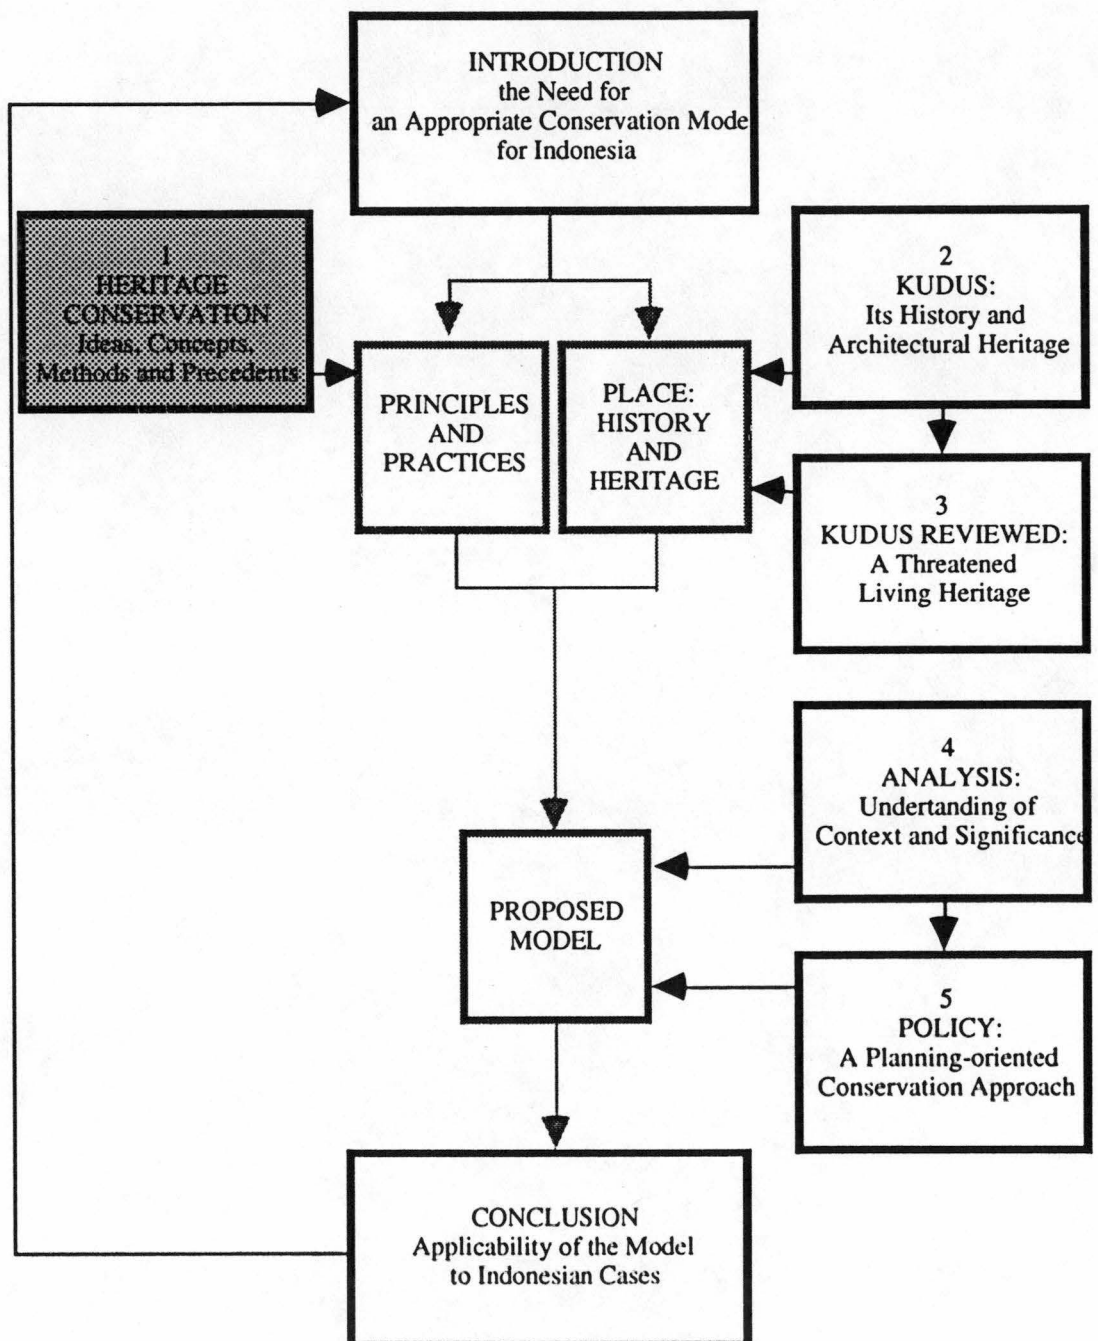 INTRODUCTION
the Need for
an Appropriate Conservation Mode
for Indonesia
1
HERITAGE
CONSERVATION
Ideas, Concepts,
Methods and Precedents
2
KUDUS:
Its History and
Architectural Heritage
PRINCIPLES
AND
PRACTICES
PLACE:
HISTORY
AND
HERITAGE
3
KUDUS REVIEWED:
A Threatened
Living Heritage
4
ANALYSIS:
Undertanding of
Context and Significance
PROPOSED
MODEL
5
POLICY:
A Planning-oriented
Conservation Approach
CONCLUSION
Applicability of the Model
to Indonesian Cases